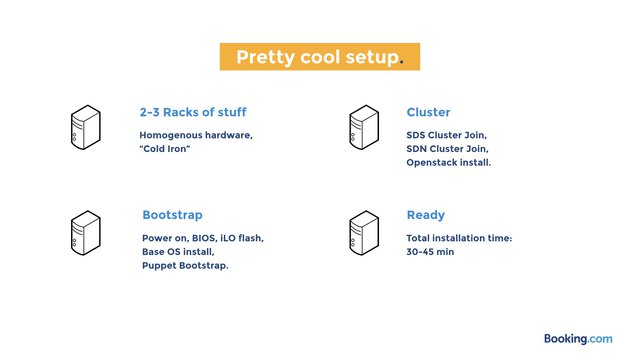 Pretty cool setup.
2-3 Racks of stuff
Homogenous hardware,
“Cold Iron”
Cluster
SDS Cluster Join,
SDN Cluster Join,
Openstack install.
Bootstrap
Power on, BIOS, iLO flash,
Base OS install,
Puppet Bootstrap.
Ready
Total installation time:
30-45 min
Booking.com